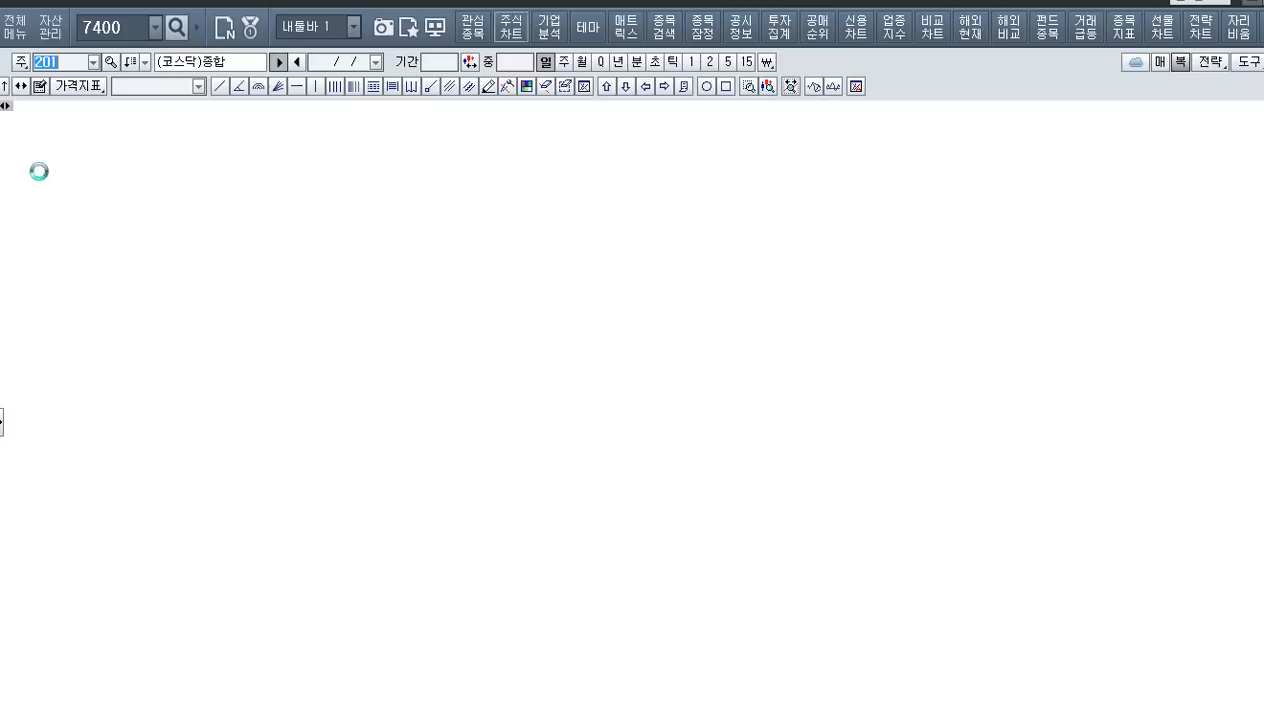 전체 메뉴 자산 관리 7400 N 내툴바 1 관심 종목 주식 차트 기업 분석 테마 매트 릭스 종목 검색 종목 잠정 공시 정보 투자 집계 공매 순위 신용 차트 업종 지수 비교 차트 해외 현재 해외 비교 펀드 종목 거래 급등 종목 지표 선물 차트 전략 차트 자리 비움
주 201 (코스닥)종합 / / 기간 중 일 주 월 Q 년 분 초 틱 1 2 5 15 ₩ 매 복 전략 도구
가격지표